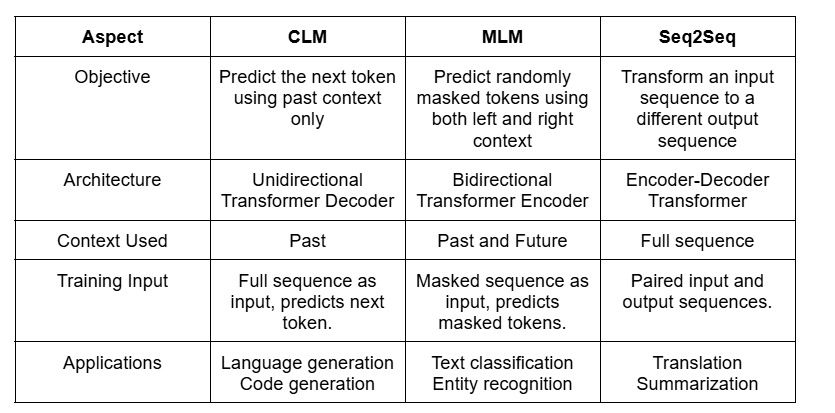 Aspect CLM MLM Seq2Seq
Objective
Predict the next token
using past context
only
Predict randomly
masked tokens using
both left and right
context
Transform an input
sequence to a
different output
sequence
Architecture
Unidirectional
Transformer Decoder
Bidirectional
Transformer Encoder
Encoder-Decoder
Transformer
Context Used
Past
Past and Future
Full sequence
Training Input
Full sequence as
input, predicts next
token.
Masked sequence as
input, predicts
masked tokens.
Paired input and
output sequences.
Applications
Language generation
Code generation
Text classification
Entity recognition
Translation
Summarization